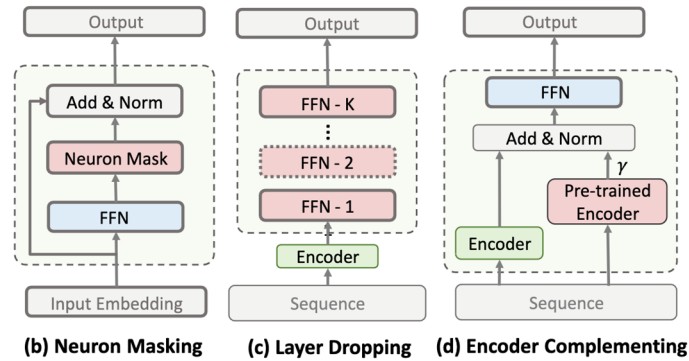 Output
Add & Norm
Neuron Mask
FFN
Input Embedding
(b) Neuron Masking
Output
FFN - K
FFN - 2
FFN - 1
Encoder
Sequence
(c) Layer Dropping
Output
FFN
Add & Norm
γ
Pre-trained
Encoder
Encoder
Sequence
(d) Encoder Complementing